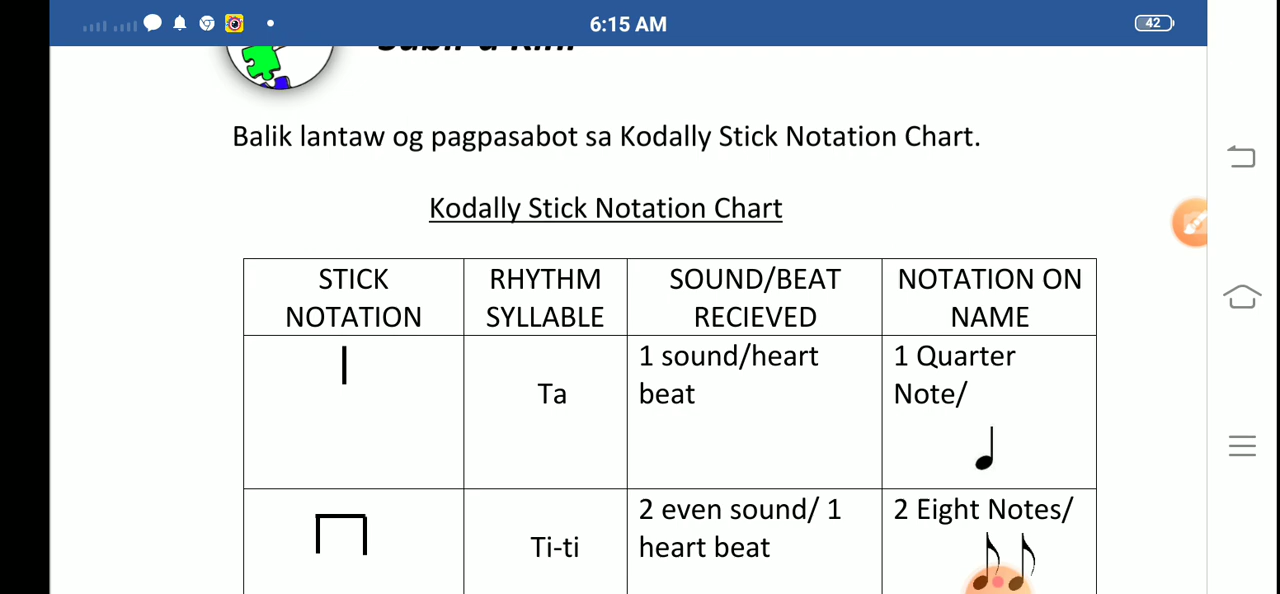 6:15 AM
42
Balik lantaw og pagpasabot sa Kodally Stick Notation Chart.
Kodally Stick Notation Chart
STICK NOTATION
RHYTHM SYLLABLE
SOUND/BEAT RECIEVED
NOTATION ON NAME
Ta
1 sound/heart beat
1 Quarter Note/
Ti-ti
2 even sound/ 1 heart beat
2 Eight Notes/